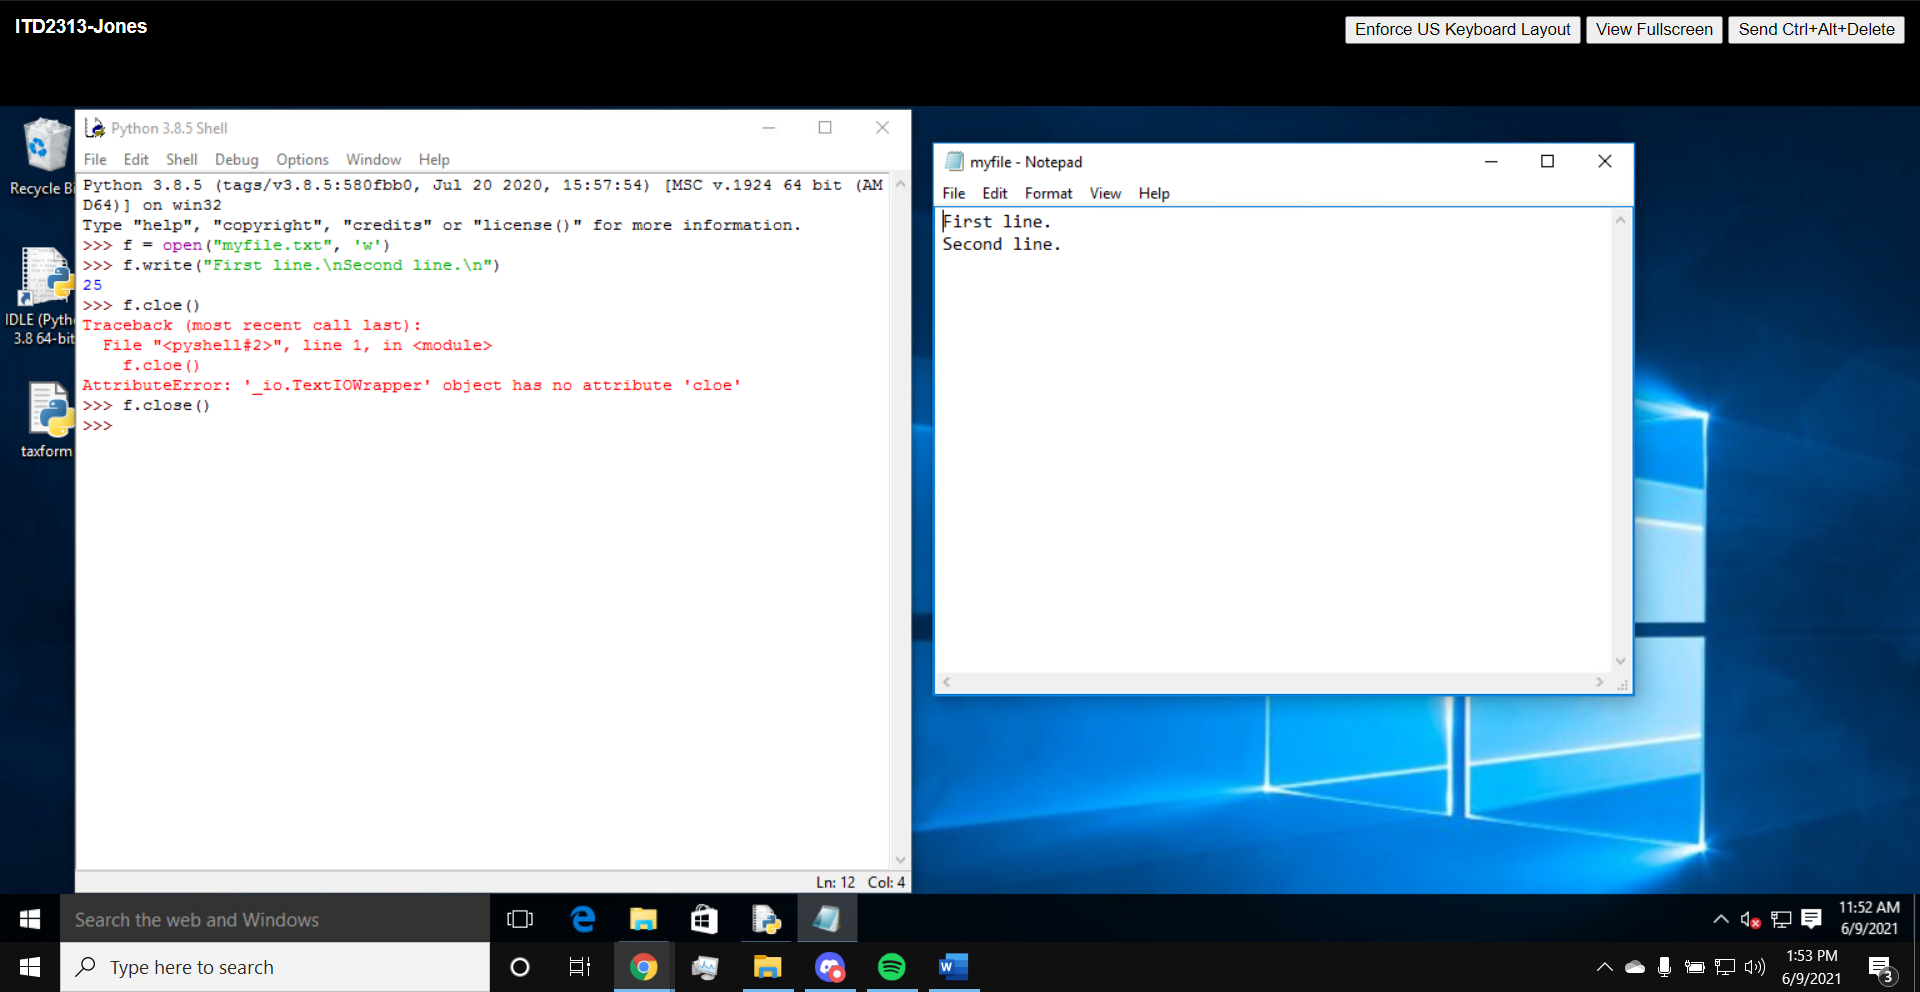 ITD2313-Jones
Enforce US Keyboard Layout
View Fullscreen
Send Ctrl+Alt+Delete
Recycle Bi
IDLE (Pyth
3.8 64-bit
taxform
Python 3.8.5 Shell
File Edit Shell Debug Options Window Help
Python 3.8.5 (tags/v3.8.5:580fbb0, Jul 20 2020, 15:57:54) [MSC v.1924 64 bit (AM
D64)] on win32
Type "help", "copyright", "credits" or "license()" for more information.
>>> f = open("myfile.txt", 'w')
>>> f.write("First line.\nSecond line.\n")
25
>>> f.cloe()
Traceback (most recent call last):
  File "<pyshell#2>", line 1, in <module>
    f.cloe()
AttributeError: '_io.TextIOWrapper' object has no attribute 'cloe'
>>> f.close()
>>>
Ln: 12 Col: 4
myfile - Notepad
File Edit Format View Help
First line.
Second line.
Search the web and Windows
11:52 AM
6/9/2021
Type here to search
W
1:53 PM
6/9/2021
3